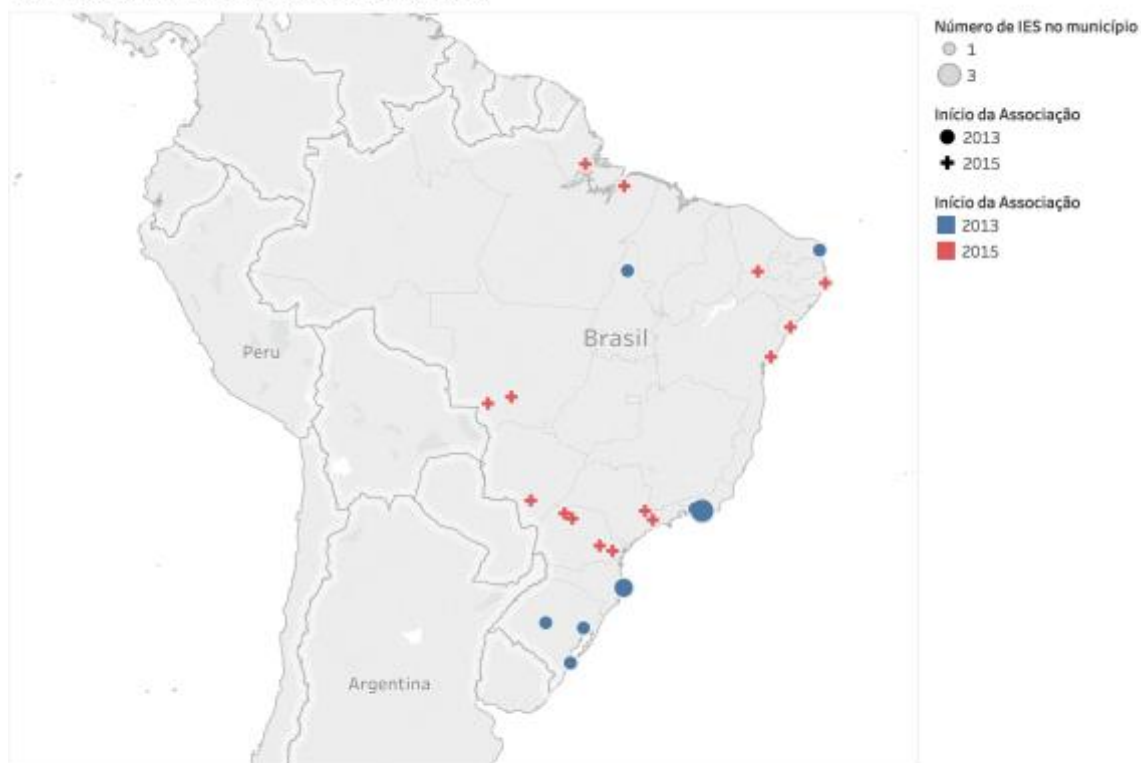 Número de IES no município
1
3
Início da Associação
2013
2015
Início da Associação
2013
2015
Brasil
Peru
Argentina